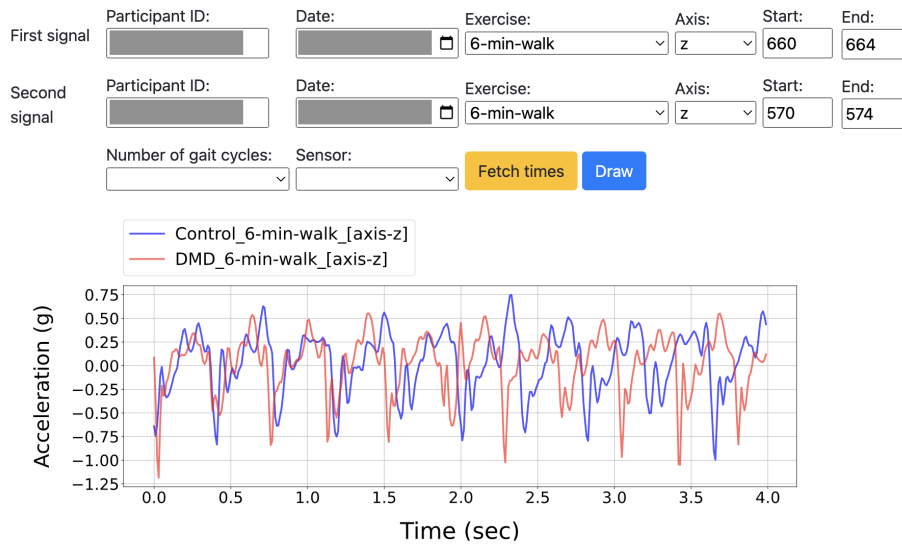 Participant ID: Date: Exercise: Axis: Start: End:
First signal 6-min-walk z 660 664
Participant ID: Date: Exercise: Axis: Start: End:
Second signal 6-min-walk z 570 574
Number of gait cycles: Sensor:
Fetch times Draw
Control_6-min-walk_[axis-z]
DMD_6-min-walk_[axis-z]
Acceleration (g)
0.75
0.50
0.25
0.00
−0.25
−0.50
−0.75
−1.00
−1.25
0.0 0.5 1.0 1.5 2.0 2.5 3.0 3.5 4.0
Time (sec)